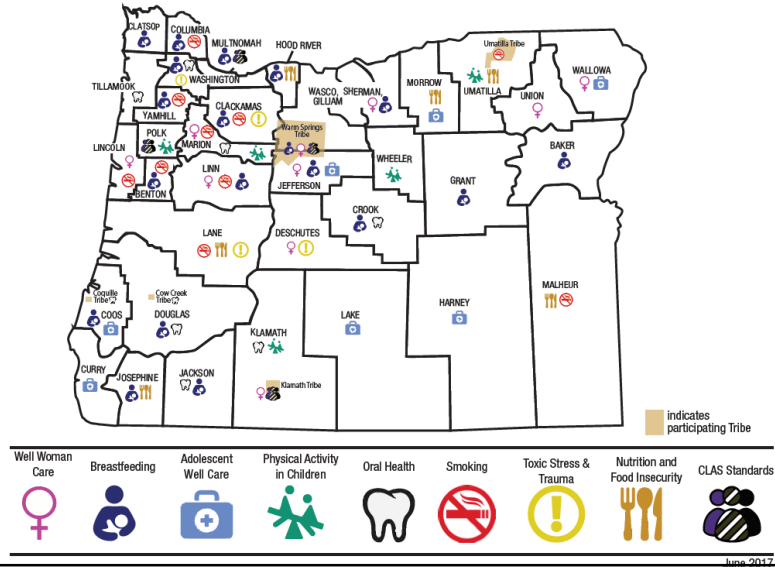 CLATSOP
COLUMBIA
MULTNOMAH
HOOD RIVER
WASHINGTON
TILLAMOOK
YAMHILL
CLACKAMAS
WASCO,
GILLIAM
SHERMAN,
MORROW
Umatilla Tribe
UMATILLA
UNION
WALLOWA
POLK
MARION
Warm Springs
Tribe
LINCOLN
BENTON
LINN
JEFFERSON
WHEELER
BAKER
GRANT
CROOK
LANE
DESCHUTES
Coquille
Tribe
COOS
Cow Creek
Tribe
DOUGLAS
KLAMATH
LAKE
HARNEY
MALHEUR
CURRY
JOSEPHINE
JACKSON
Klamath Tribe
indicates
participating Tribe
Well Woman
Care
Breastfeeding
Adolescent
Well Care
Physical Activity
in Children
Oral Health
Smoking
Toxic Stress &
Trauma
Nutrition and
Food Insecurity
CLAS Standards
June 2017